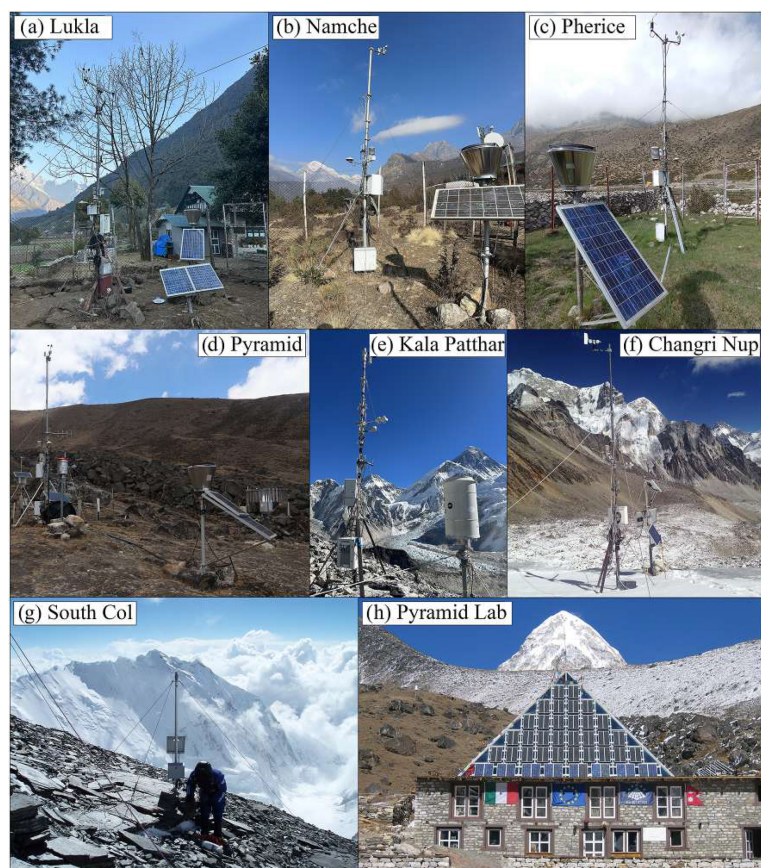 (a) Lukla
(b) Namche
(c) Pherice
(d) Pyramid
(e) Kala Patthar
(f) Changri Nup
(g) South Col
(h) Pyramid Lab